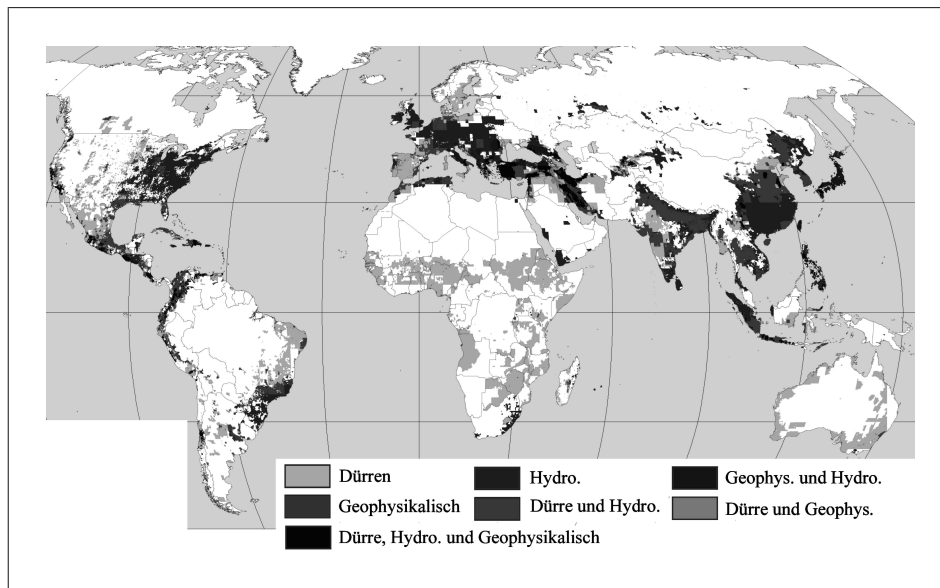 Dürren
Hydro.
Geophys. und Hydro.
Geophysikalisch
Dürre und Hydro.
Dürre und Geophys.
Dürre, Hydro. und Geophysikalisch